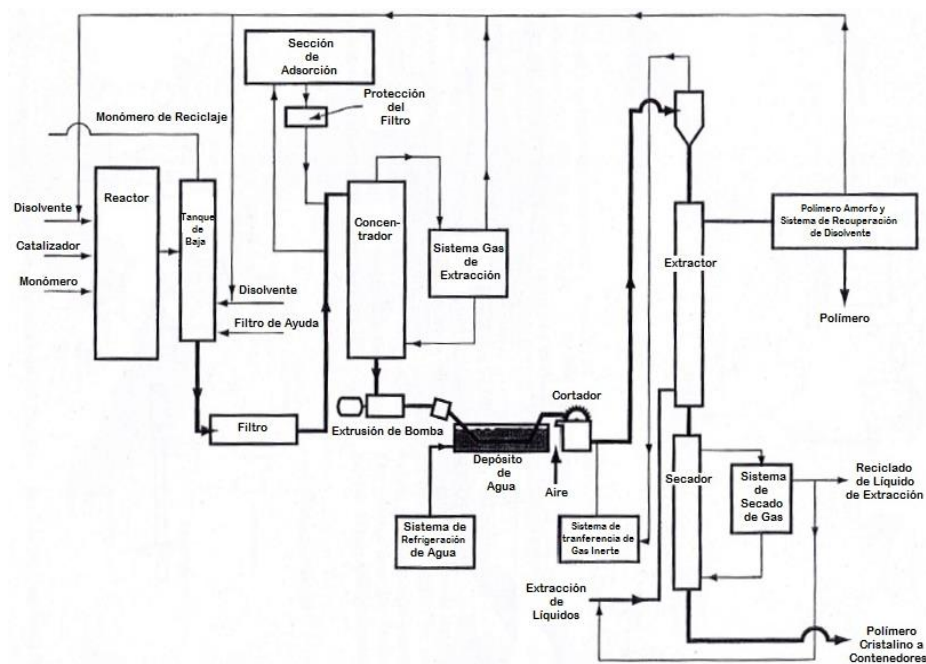 Sección
de
Adsorción
Protección
del
Filtro
Monómero de Reciclaje
Reactor
Tanque
de
Baja
Concen-
trador
Disolvente
Catalizador
Monómero
Sistema Gas
de
Extracción
Disolvente
Filtro de Ayuda
Filtro
Extrusión de Bomba
Cortador
Depósito
de
Agua
Aire
Sistema de
Refrigeración
de Agua
Sistema de
tranferencia de
Gas Inerte
Extractor
Polímero Amorfo y
Sistema de Recuperación
de Disolvente
Polímero
Secador
Sistema
de
Secado
de Gas
Reciclado
de Líquido
de Extracción
Extracción
de
Líquidos
Polímero
Cristalino a
Contenedores